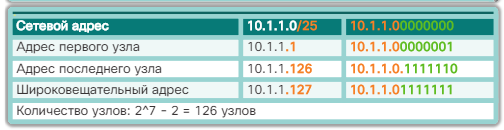 Сетевой адрес 10.1.1.0/25 10.1.1.00000000
Адрес первого узла 10.1.1.1 10.1.1.00000001
Адрес последнего узла 10.1.1.126 10.1.1.0.1111110
Широковещательный адрес 10.1.1.127 10.1.1.01111111
Количество узлов: 2^7 - 2 = 126 узлов